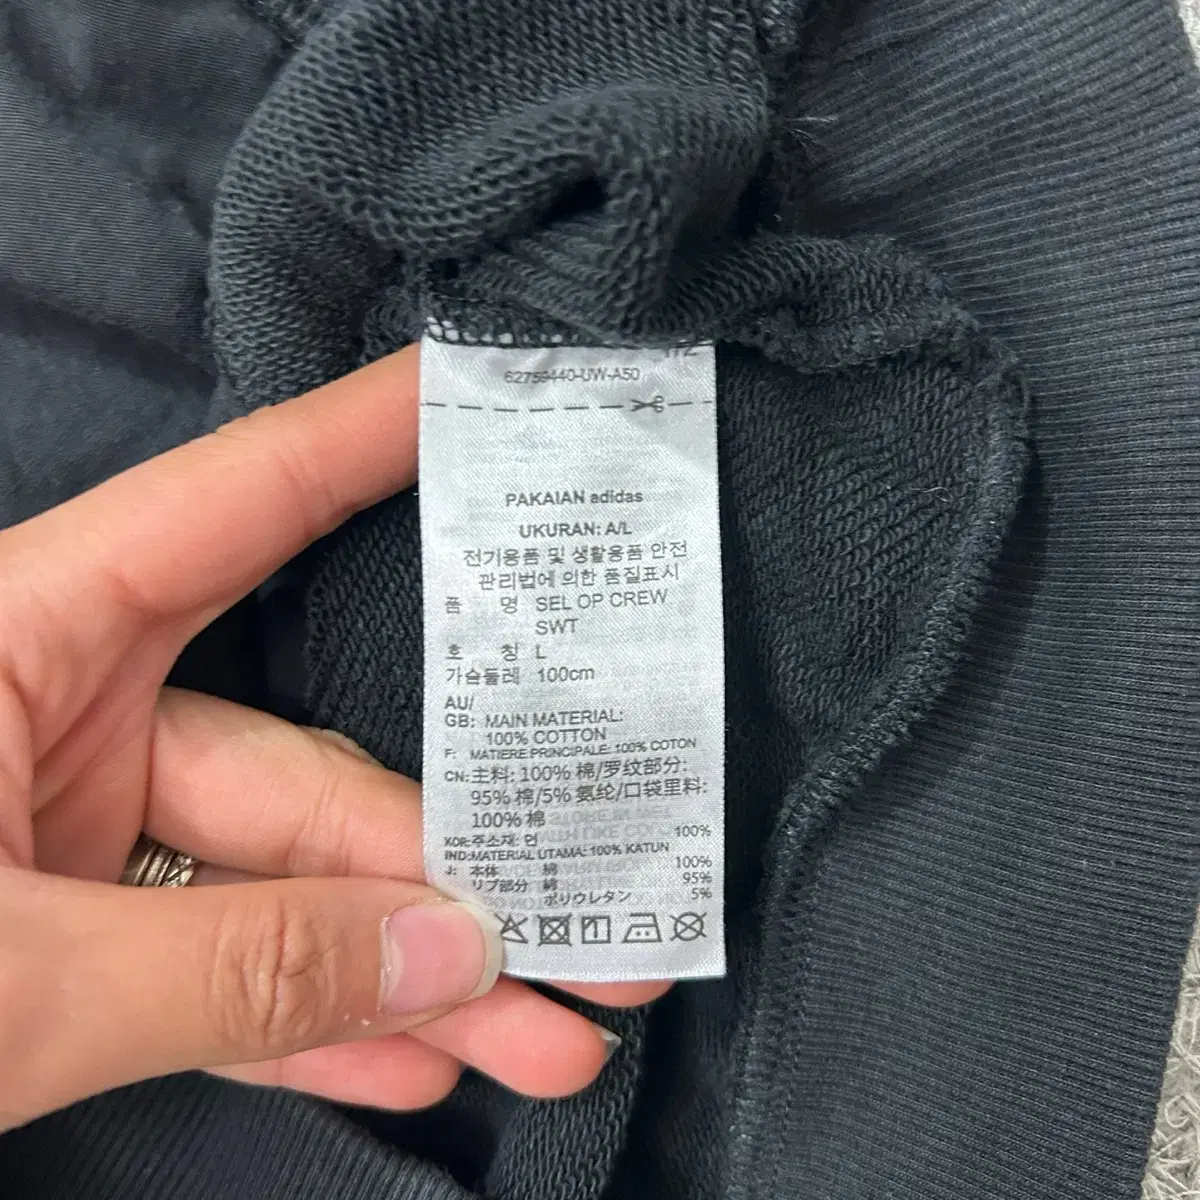 62759440-UW-A50
PAKAIAN adidas
UKURAN: A/L
전기용품 및 생활용품 안전
관리법에 의한 품질표시
품 명 SEL OP CREW
SWT
호 칭 L
가슴둘레 100cm
AU/
GB: MAIN MATERIAL:
100% COTTON
F: MATIERE PRINCIPALE: 100% COTON
CN:主料: 100% 棉/罗纹部分:
95% 棉/5% 氨纶/口袋里料:
100% 棉
KOR:주소재: 면 100%
IND:MATERIAL UTAMA: 100% KATUN
J: 本体 綿 100%
リブ部分 綿 95%
ポリウレタン 5%